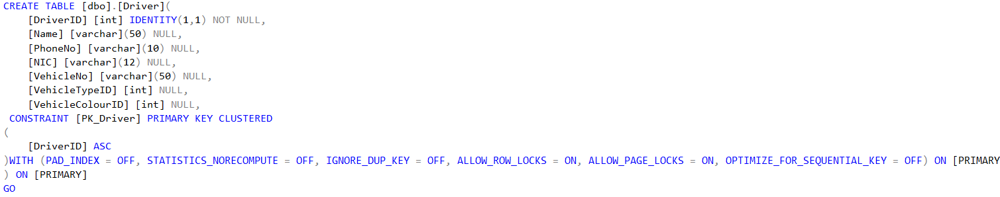 CREATE TABLE [dbo].[Driver](
    [DriverID] [int] IDENTITY(1,1) NOT NULL,
    [Name] [varchar](50) NULL,
    [PhoneNo] [varchar](10) NULL,
    [NIC] [varchar](12) NULL,
    [VehicleNo] [varchar](50) NULL,
    [VehicleTypeID] [int] NULL,
    [VehicleColourID] [int] NULL,
 CONSTRAINT [PK_Driver] PRIMARY KEY CLUSTERED
(
    [DriverID] ASC
)WITH (PAD_INDEX = OFF, STATISTICS_NORECOMPUTE = OFF, IGNORE_DUP_KEY = OFF, ALLOW_ROW_LOCKS = ON, ALLOW_PAGE_LOCKS = ON, OPTIMIZE_FOR_SEQUENTIAL_KEY = OFF) ON [PRIMARY
) ON [PRIMARY]
GO